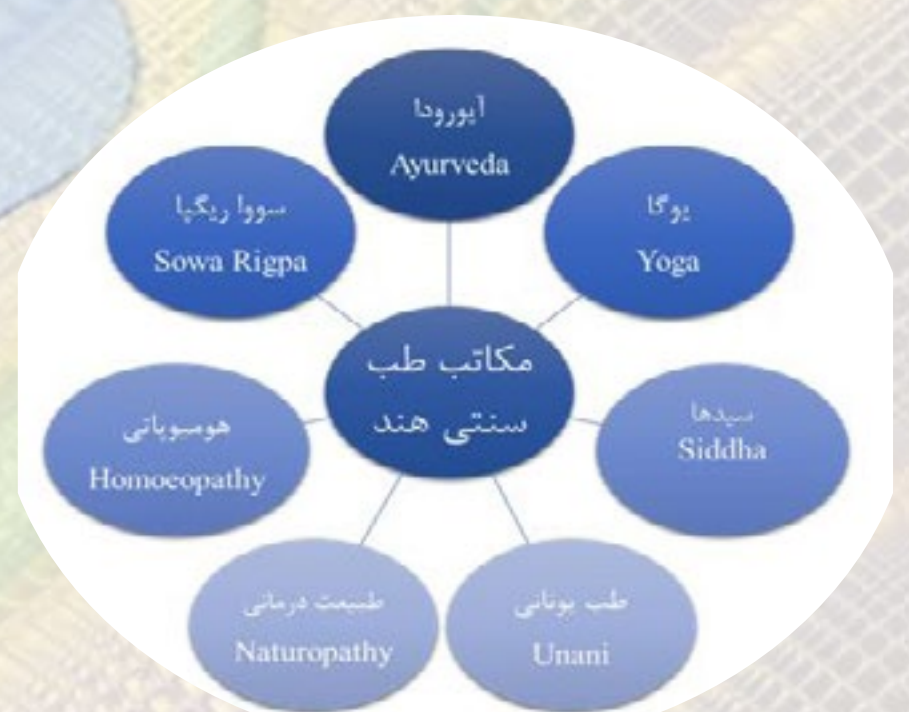 آیورودا
Ayurveda
یوگا
Yoga
سیدها
Siddha
طب یونانی
Unani
طبیعت درمانی
Naturopathy
هومیوپاتی
Homoeopathy
سووا ریگپا
Sowa Rigpa
مکاتب طب
سنتی هند